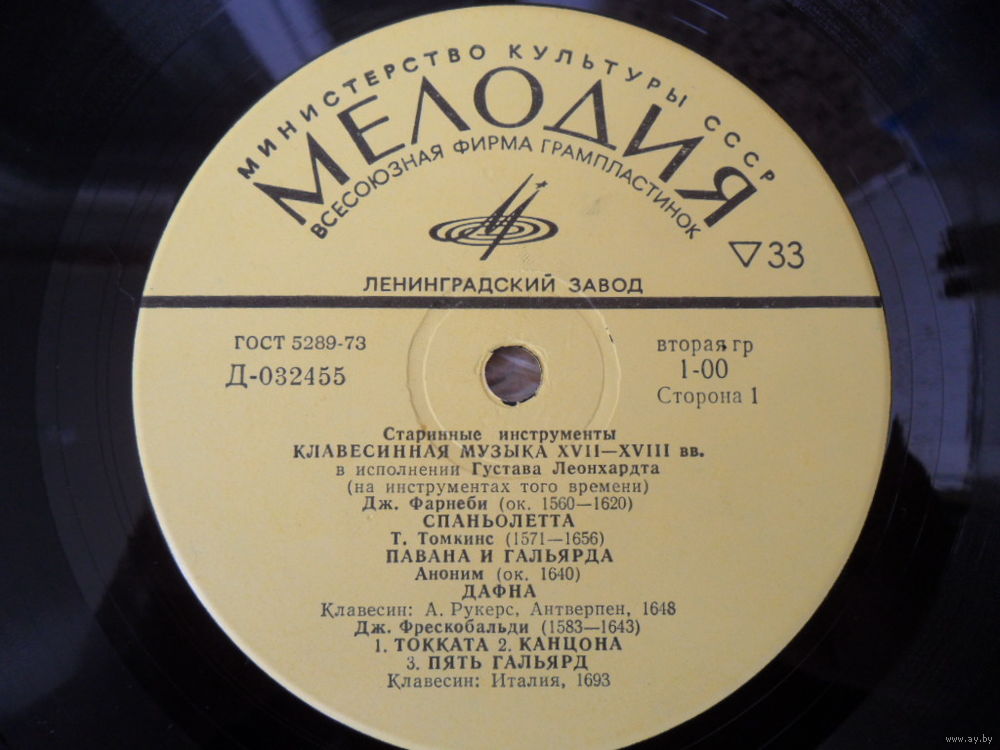 МИНИСТЕРСТВО КУЛЬТУРЫ СССР
МЕЛОДИЯ
ВСЕСОЮЗНАЯ ФИРМА ГРАМПЛАСТИНОК
▽33
ЛЕНИНГРАДСКИЙ ЗАВОД
ГОСТ 5289-73
Д-032455
вторая гр
1-00
Сторона 1
Старинные инструменты
КЛАВЕСИННАЯ МУЗЫКА XVII—XVIII вв.
в исполнении Густава Леонхардта
(на инструментах того времени)
Дж. Фарнеби (ок. 1560—1620)
СПАНЬОЛЕТТА
Т. Томкинс (1571—1656)
ПАВАНА И ГАЛЬЯРДА
Аноним (ок. 1640)
ДАФНА
Клавесин: А. Рукерс, Антверпен, 1648
Дж. Фрескобальди (1583—1643)
1. ТОККАТА 2. КАНЦОНА
3. ПЯТЬ ГАЛЬЯРД
Клавесин: Италия, 1693
www.ay.by